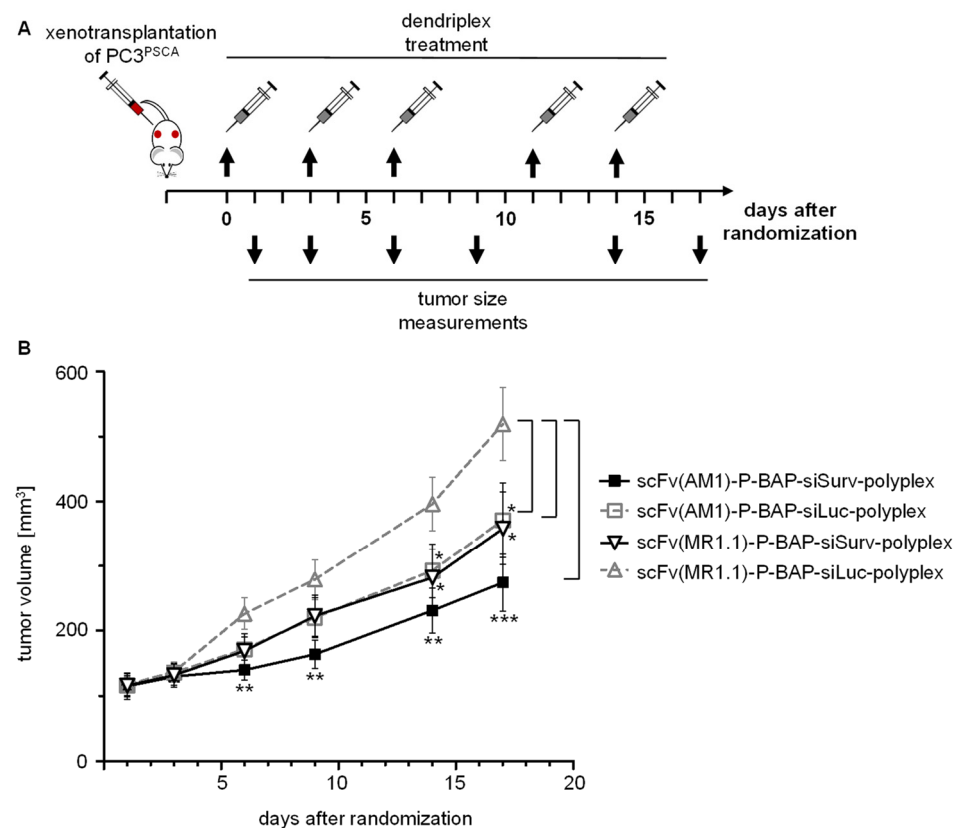 A
xenotransplantation
of PC3PSCA
dendriplex
treatment
0 5 10 15
days after
randomization
tumor size
measurements
B
600
400
200
0
tumor volume [mm³]
5 10 15 20
days after randomization
** ** * * ** * * ***
scFv(AM1)-P-BAP-siSurv-polyplex
scFv(AM1)-P-BAP-siLuc-polyplex
scFv(MR1.1)-P-BAP-siSurv-polyplex
scFv(MR1.1)-P-BAP-siLuc-polyplex